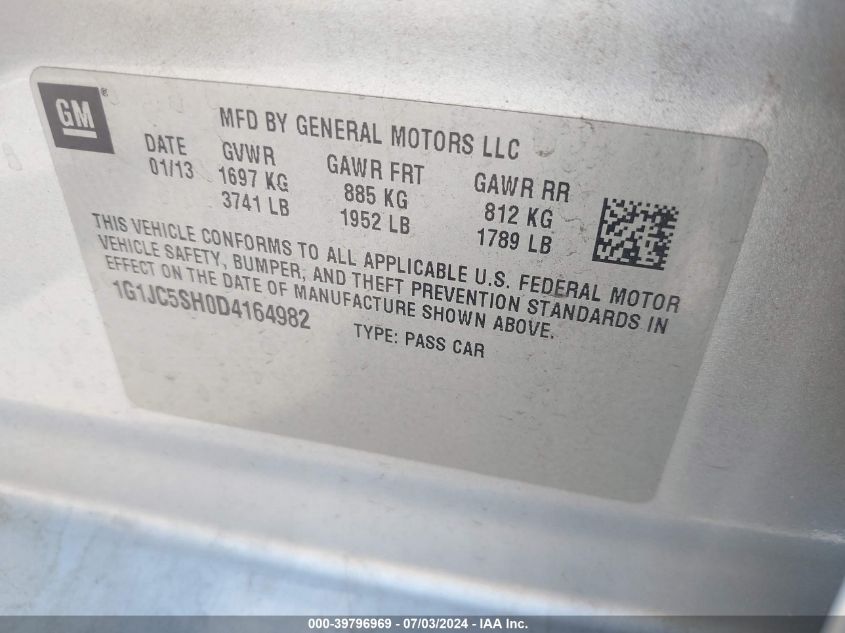 GM®
MFD BY GENERAL MOTORS LLC
DATE GVWR GAWR FRT GAWR RR
01/13 1697 KG 885 KG 812 KG
3741 LB 1952 LB 1789 LB
THIS VEHICLE CONFORMS TO ALL APPLICABLE U.S. FEDERAL MOTOR
VEHICLE SAFETY, BUMPER, AND THEFT PREVENTION STANDARDS IN
EFFECT ON THE DATE OF MANUFACTURE SHOWN ABOVE.
1G1JC5SH0D4164982 TYPE: PASS CAR
000-39796969 - 07/03/2024 - IAA Inc.